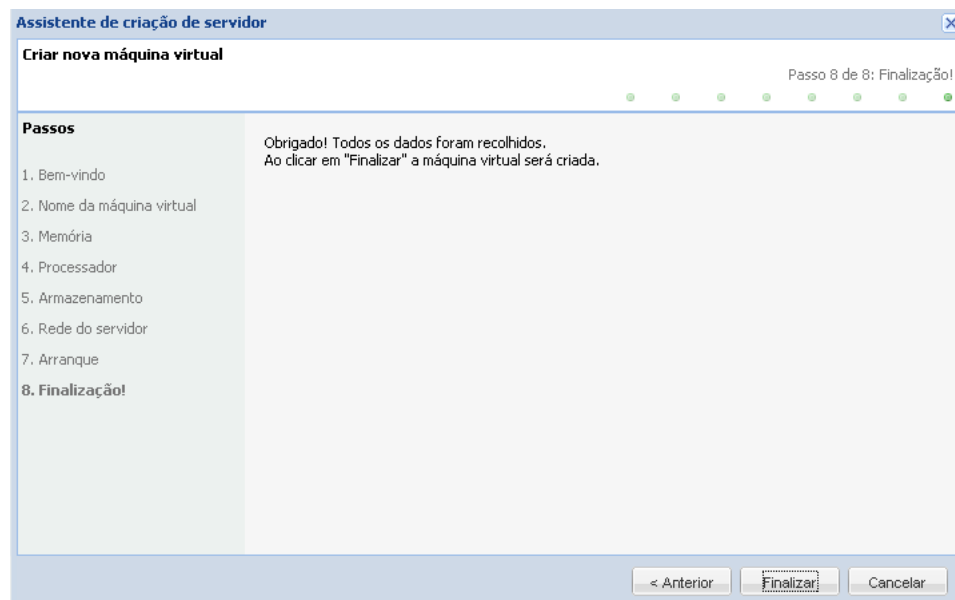 Assistente de criação de servidor
Criar nova máquina virtual
Passo 8 de 8: Finalização!
Passos
1. Bem-vindo
2. Nome da máquina virtual
3. Memória
4. Processador
5. Armazenamento
6. Rede do servidor
7. Arranque
8. Finalização!
Obrigado! Todos os dados foram recolhidos.
Ao clicar em "Finalizar" a máquina virtual será criada.
< Anterior
Finalizar
Cancelar